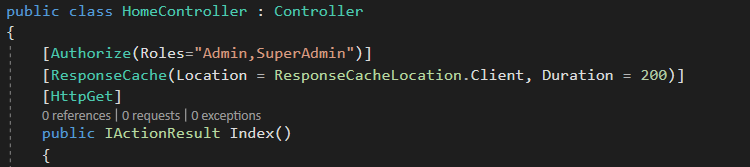 public class HomeController : Controller
{
[Authorize(Roles="Admin,SuperAdmin")]
[ResponseCache(Location = ResponseCacheLocation.Client, Duration = 200)]
[HttpGet]
0 references | 0 requests | 0 exceptions
public IActionResult Index()
{